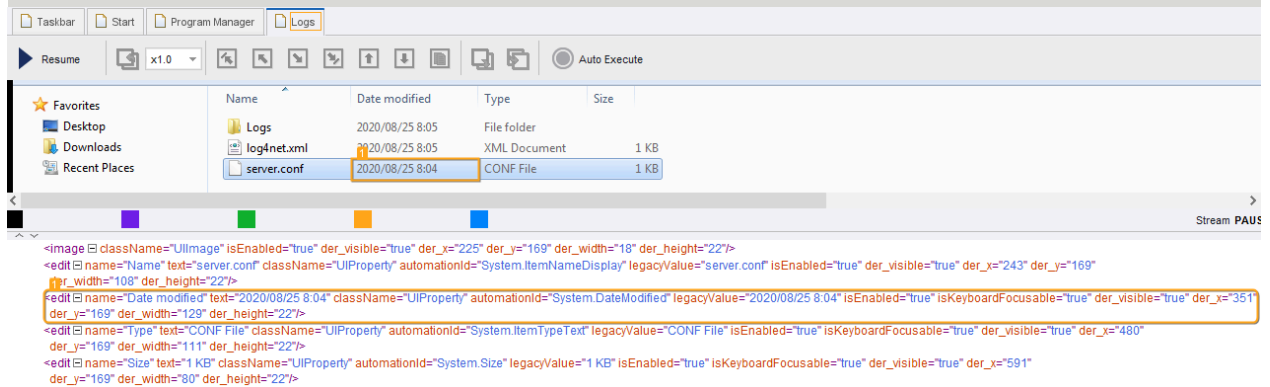 Taskbar Start Program Manager Logs
Resume x1.0 Auto Execute
Favorites
Desktop
Downloads
Recent Places
Name Date modified Type Size
Logs 2020/08/25 8:05 File folder
log4net.xml 2020/08/25 8:05 XML Document 1 KB
1
server.conf 2020/08/25 8:04 CONF File 1 KB
Stream PAUS
<image className="UIImage" isEnabled="true" der_visible="true" der_x="225" der_y="169" der_width="18" der_height="22"/>
<edit name="Name" text="server.conf" className="UIProperty" automationId="System.ItemNameDisplay" legacyValue="server.conf" isEnabled="true" der_visible="true" der_x="243" der_y="169"
der_width="108" der_height="22"/>
1
<edit name="Date modified" text="2020/08/25 8:04" className="UIProperty" automationId="System.DateModified" legacyValue="2020/08/25 8:04" isEnabled="true" isKeyboardFocusable="true" der_visible="true" der_x="351"
der_y="169" der_width="129" der_height="22"/>
<edit name="Type" text="CONF File" className="UIProperty" automationId="System.ItemTypeText" legacyValue="CONF File" isEnabled="true" isKeyboardFocusable="true" der_visible="true" der_x="480"
der_y="169" der_width="111" der_height="22"/>
<edit name="Size" text="1 KB" className="UIProperty" automationId="System.Size" legacyValue="1 KB" isEnabled="true" isKeyboardFocusable="true" der_visible="true" der_x="591"
der_y="169" der_width="80" der_height="22"/>